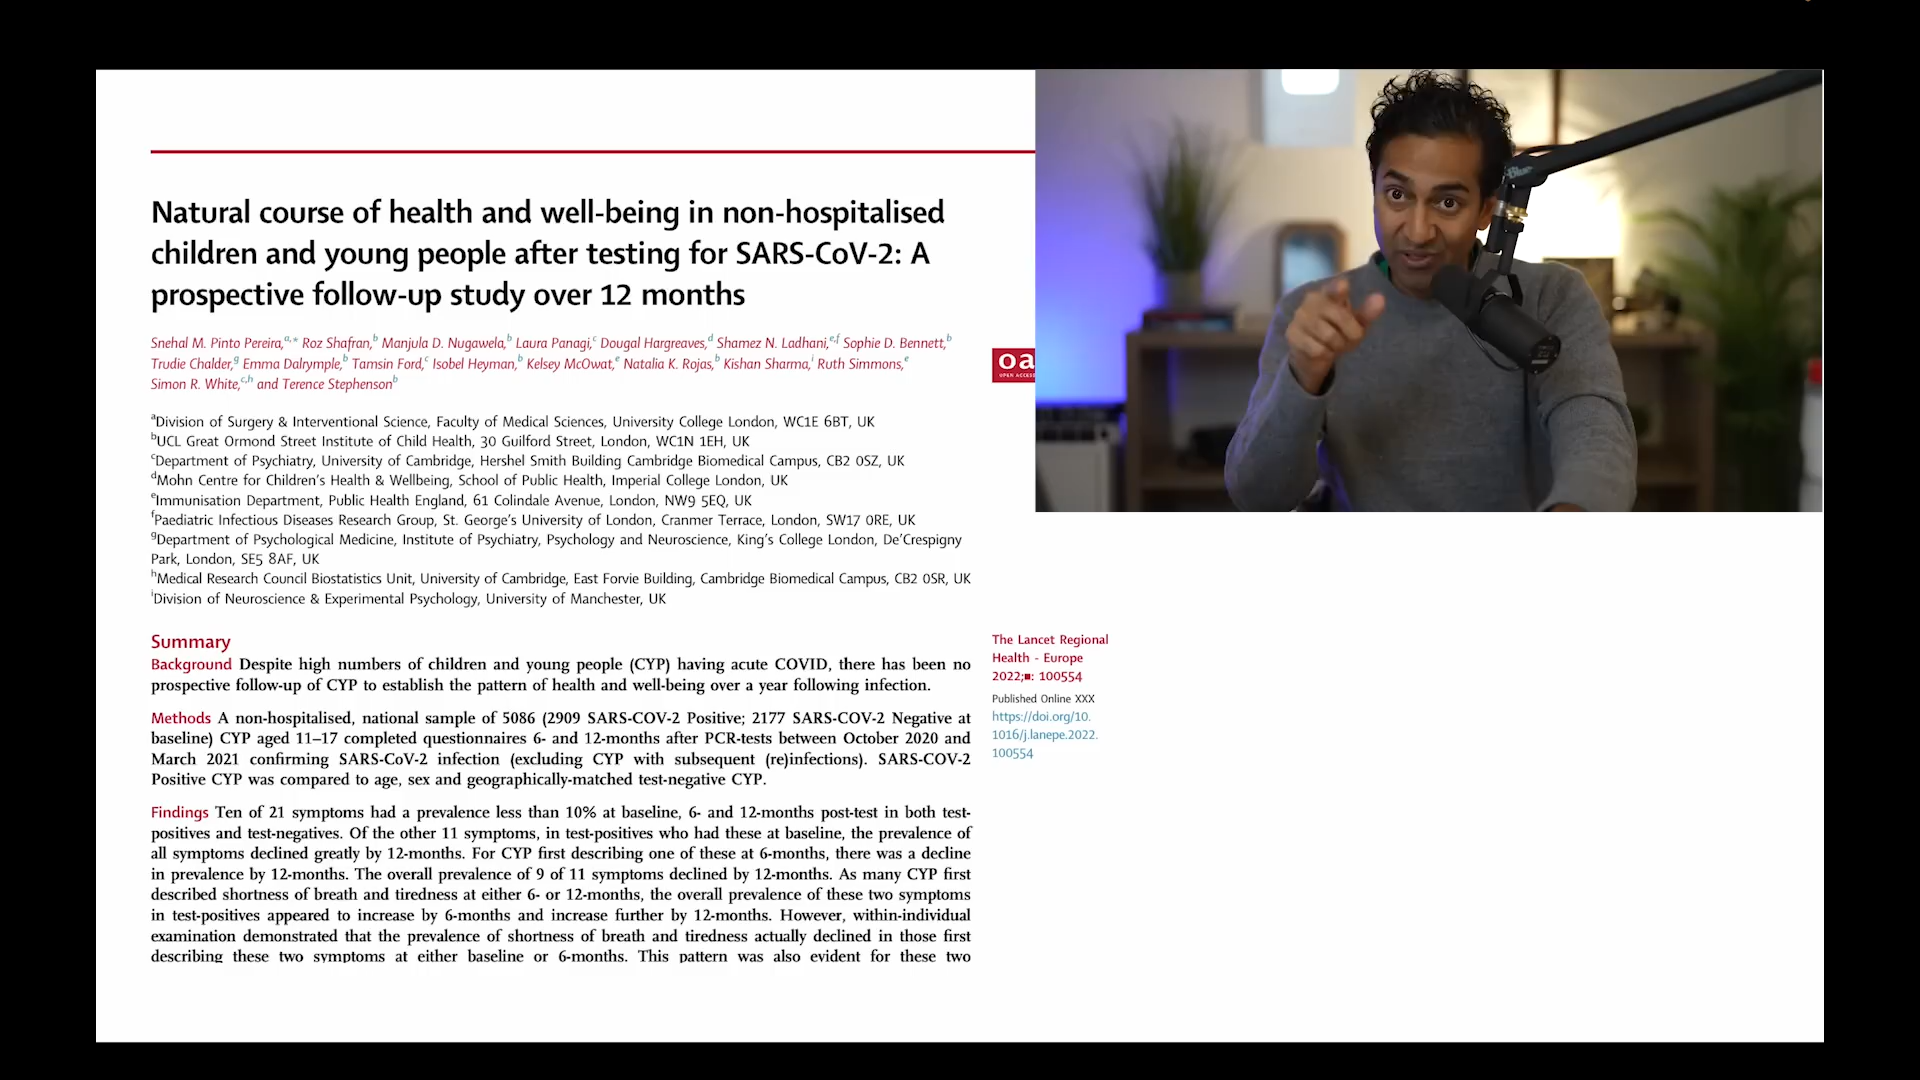 Natural course of health and well-being in non-hospitalised
children and young people after testing for SARS-CoV-2: A
prospective follow-up study over 12 months
Snehal M. Pinto Pereira,a,* Roz Shafran,b Manjula D. Nugawela,b Laura Panagi,c Dougal Hargreaves,d Shamez N. Ladhani,e,f Sophie D. Bennett,b
Trudie Chalder,g Emma Dalrymple,b Tamsin Ford,c Isobel Heyman,b Kelsey McOwat,e Natalia K. Rojas,b Kishan Sharma,i Ruth Simmons,e
Simon R. White,c,h and Terence Stephensonb
oa
OPEN ACCESS
aDivision of Surgery & Interventional Science, Faculty of Medical Sciences, University College London, WC1E 6BT, UK
bUCL Great Ormond Street Institute of Child Health, 30 Guilford Street, London, WC1N 1EH, UK
cDepartment of Psychiatry, University of Cambridge, Hershel Smith Building Cambridge Biomedical Campus, CB2 0SZ, UK
dMohn Centre for Children's Health & Wellbeing, School of Public Health, Imperial College London, UK
eImmunisation Department, Public Health England, 61 Colindale Avenue, London, NW9 5EQ, UK
fPaediatric Infectious Diseases Research Group, St. George's University of London, Cranmer Terrace, London, SW17 0RE, UK
gDepartment of Psychological Medicine, Institute of Psychiatry, Psychology and Neuroscience, King's College London, De'Crespigny
Park, London, SE5 8AF, UK
hMedical Research Council Biostatistics Unit, University of Cambridge, East Forvie Building, Cambridge Biomedical Campus, CB2 0SR, UK
iDivision of Neuroscience & Experimental Psychology, University of Manchester, UK
Summary
Background Despite high numbers of children and young people (CYP) having acute COVID, there has been no
prospective follow-up of CYP to establish the pattern of health and well-being over a year following infection.
Methods A non-hospitalised, national sample of 5086 (2909 SARS-COV-2 Positive; 2177 SARS-COV-2 Negative at
baseline) CYP aged 11–17 completed questionnaires 6- and 12-months after PCR-tests between October 2020 and
March 2021 confirming SARS-CoV-2 infection (excluding CYP with subsequent (re)infections). SARS-COV-2
Positive CYP was compared to age, sex and geographically-matched test-negative CYP.
Findings Ten of 21 symptoms had a prevalence less than 10% at baseline, 6- and 12-months post-test in both test-
positives and test-negatives. Of the other 11 symptoms, in test-positives who had these at baseline, the prevalence of
all symptoms declined greatly by 12-months. For CYP first describing one of these at 6-months, there was a decline
in prevalence by 12-months. The overall prevalence of 9 of 11 symptoms declined by 12-months. As many CYP first
described shortness of breath and tiredness at either 6- or 12-months, the overall prevalence of these two symptoms
in test-positives appeared to increase by 6-months and increase further by 12-months. However, within-individual
examination demonstrated that the prevalence of shortness of breath and tiredness actually declined in those first
describing these two symptoms at either baseline or 6-months. This pattern was also evident for these two
The Lancet Regional
Health - Europe
2022;■: 100554
Published Online XXX
https://doi.org/10.
1016/j.lanepe.2022.
100554
Blue